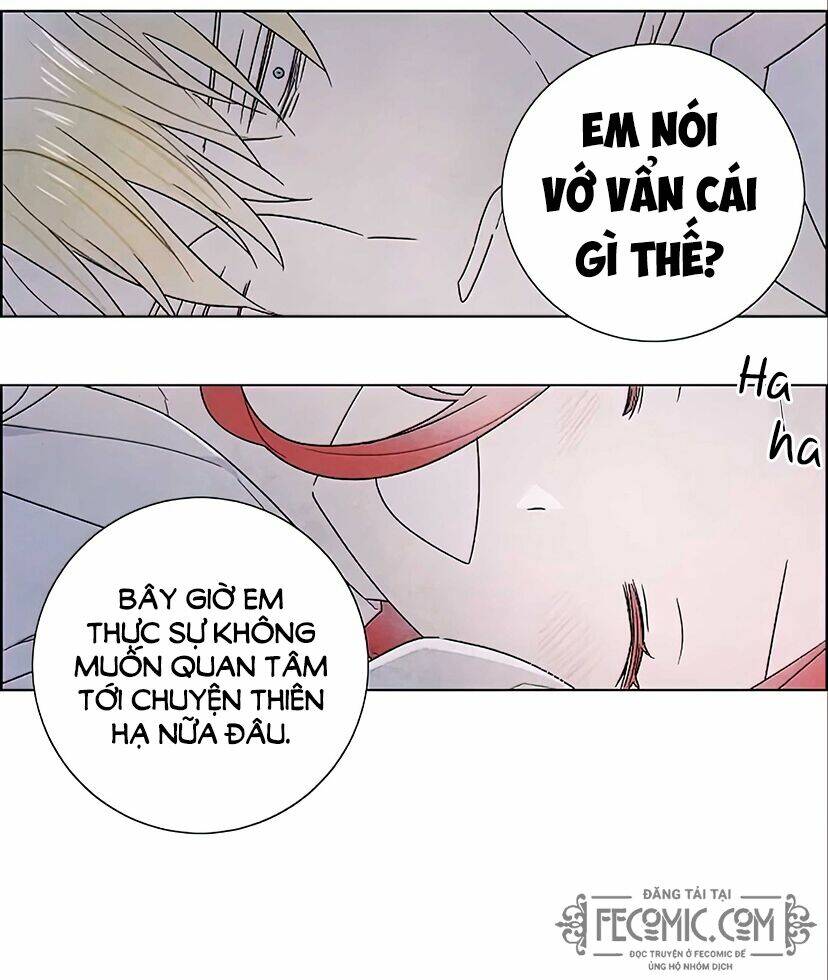 EM NÓI
VỚ VẨN CÁI
GÌ THẾ?
Ha
ha
BÂY GIỜ EM
THỰC SỰ KHÔNG
MUỐN QUAN TÂM
TỚI CHUYỆN THIÊN
HẠ NỮA ĐÂU.
ĐĂNG TẢI TẠI
FECOMIC.COM
ĐỌC TRUYỆN Ở FECOMIC ĐỂ
ỦNG HỘ NHÓM DỊCH